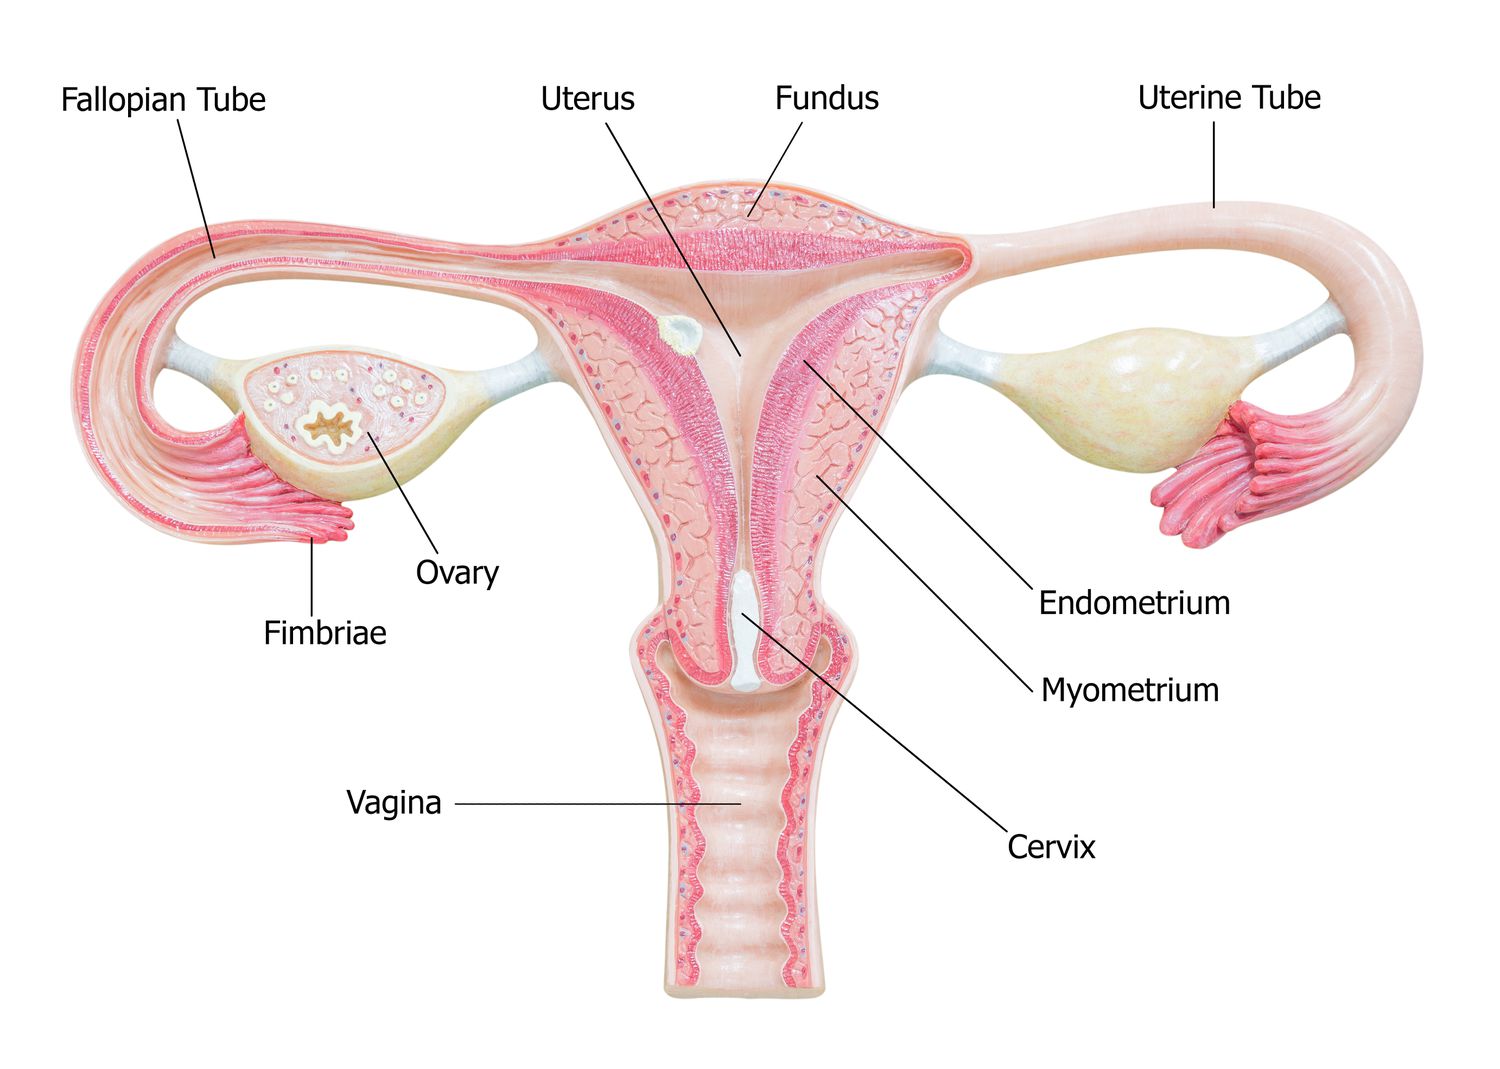 Fallopian Tube
Uterus
Fundus
Uterine Tube
Ovary
Fimbriae
Endometrium
Myometrium
Vagina
Cervix